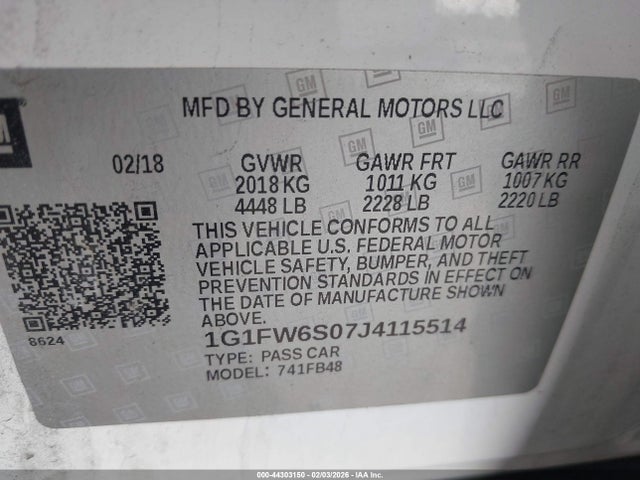 GM
MFD BY GENERAL MOTORS LLC
02/18 GVWR GAWR FRT GAWR RR
2018 KG 1011 KG 1007 KG
4448 LB 2228 LB 2220 LB
THIS VEHICLE CONFORMS TO ALL
APPLICABLE U.S. FEDERAL MOTOR
VEHICLE SAFETY, BUMPER, AND THEFT
PREVENTION STANDARDS IN EFFECT ON
THE DATE OF MANUFACTURE SHOWN
ABOVE.
8624
1G1FW6S07J4115514
TYPE: PASS CAR
MODEL: 741FB48
000-44303150 - 02/03/2026 - IAA Holdings, LLC